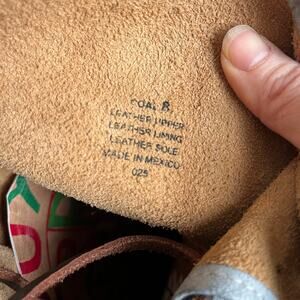 COAL 8
LEATHER UPPER
LEATHER LINING
LEATHER SOLE
MADE IN MEXICO
025